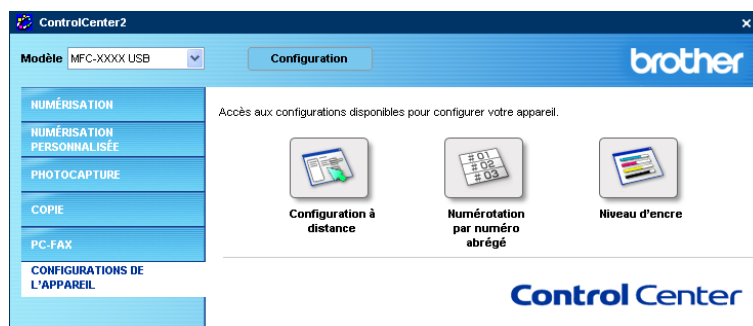 ControlCenter2
Modèle MFC-XXXX USB
Configuration
brother
NUMÉRISATION
NUMÉRISATION
PERSONNALISÉE
PHOTOCAPTURE
COPIE
PC-FAX
CONFIGURATIONS DE
L'APPAREIL
Accès aux configurations disponibles pour configurer votre appareil.
Configuration à
distance
# 01
# 02
# 03
Numérotation
par numéro
abrégé
Niveau d'encre
Control Center